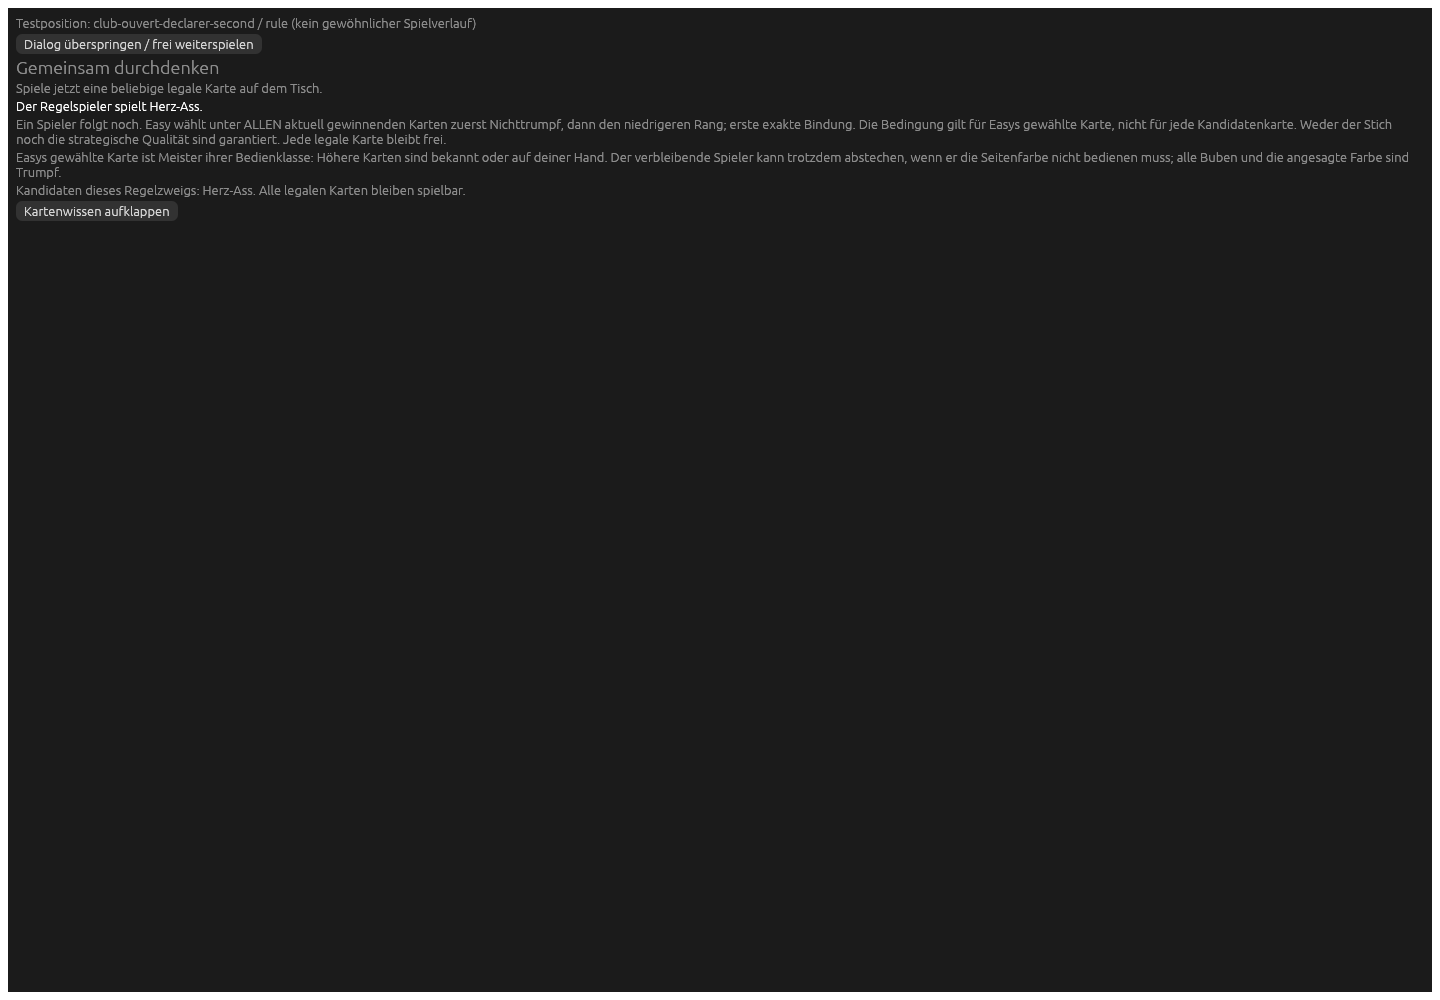 Testposition: club-ouvert-declarer-second / rule (kein gewöhnlicher Spielverlauf)
Dialog überspringen / frei weiterspielen
Gemeinsam durchdenken
Spiele jetzt eine beliebige legale Karte auf dem Tisch.
Der Regelspieler spielt Herz-Ass.
Ein Spieler folgt noch. Easy wählt unter ALLEN aktuell gewinnenden Karten zuerst Nichttrumpf, dann den niedrigeren Rang; erste exakte Bindung. Die Bedingung gilt für Easys gewählte Karte, nicht für jede Kandidatenkarte. Weder der Stich
noch die strategische Qualität sind garantiert. Jede legale Karte bleibt frei.
Easys gewählte Karte ist Meister ihrer Bedienklasse: Höhere Karten sind bekannt oder auf deiner Hand. Der verbleibende Spieler kann trotzdem abstechen, wenn er die Seitenfarbe nicht bedienen muss; alle Buben und die angesagte Farbe sind
Trumpf.
Kandidaten dieses Regelzweigs: Herz-Ass. Alle legalen Karten bleiben spielbar.
Kartenwissen aufklappen